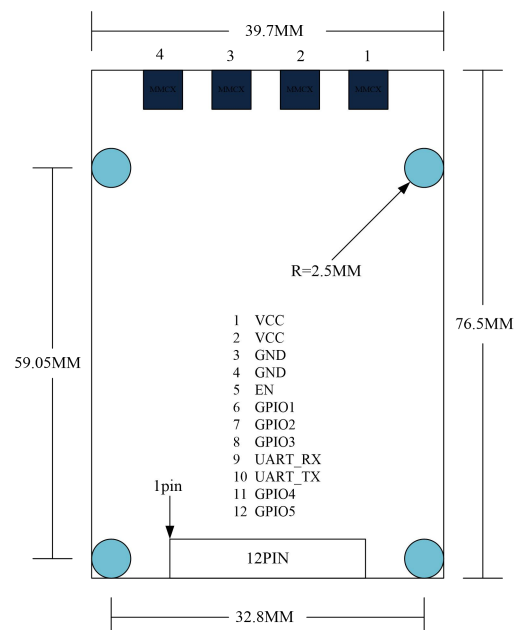 39.7MM
4 3 2 1
MMCX MMCX MMCX MMCX
R=2.5MM
76.5MM
59.05MM
1 VCC
2 VCC
3 GND
4 GND
5 EN
6 GPIO1
7 GPIO2
8 GPIO3
9 UART_RX
10 UART_TX
11 GPIO4
12 GPIO5
1pin
12PIN
32.8MM